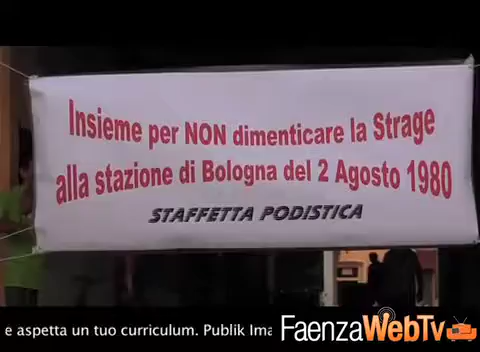 Insieme per NON dimenticare la Strage
alla stazione di Bologna del 2 Agosto 1980
STAFFETTA PODISTICA
e aspetta un tuo curriculum. Publik Ima
FaenzaWebTv